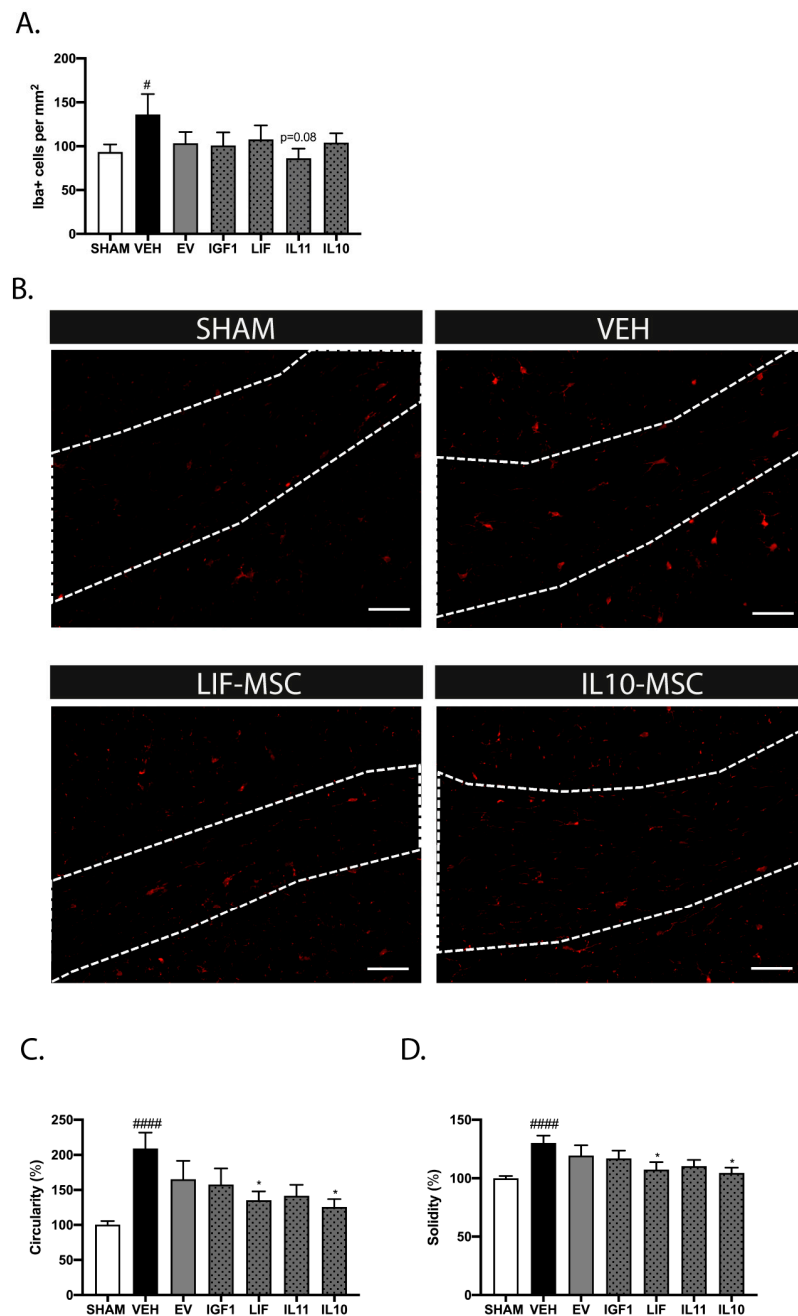 A.
Iba+ cells per mm²
200
150
100
50
0
#
p=0.08
SHAM VEH EV IGF1 LIF IL11 IL10
B.
SHAM VEH
LIF-MSC IL10-MSC
C.
Circularity (%)
250
200
150
100
50
0
####
*
*
SHAM VEH EV IGF1 LIF IL11 IL10
D.
Solidity (%)
150
100
50
0
####
*
*
SHAM VEH EV IGF1 LIF IL11 IL10